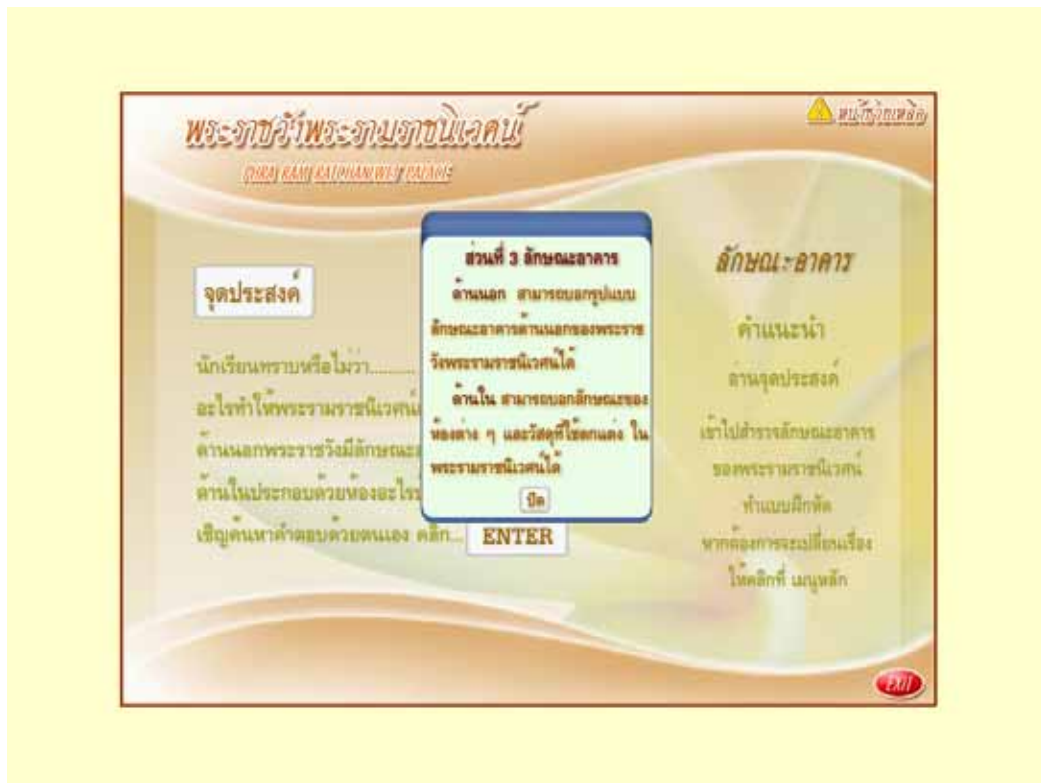 พระราชวังพระรามราชนิเวศน์
PHRA RAM RATCHANIWET PALACE
หน้าช่วยเหลือ
จุดประสงค์
นักเรียนทราบหรือไม่ว่า..........
อะไรทำให้พระรามราชนิเวศน์
ด้านนอกพระราชวังมีลักษณะ
ด้านในประกอบด้วยห้องอะไร
เชิญค้นหาคำตอบด้วยตนเอง คลิก... ENTER
ส่วนที่ 3 ลักษณะอาคาร
ด้านนอก สามารถบอกรูปแบบ
ลักษณะอาคารด้านนอกของพระราช
วังพระรามราชนิเวศน์ได้
ด้านใน สามารถบอกลักษณะของ
ห้องต่าง ๆ และวัสดุที่ใช้ตกแต่ง ใน
พระรามราชนิเวศน์ได้
ปิด
ลักษณะอาคาร
คำแนะนำ
อ่านจุดประสงค์
เข้าไปสำรวจลักษณะอาคาร
ของพระรามราชนิเวศน์
ทำแบบฝึกหัด
หากต้องการจะเปลี่ยนเรื่อง
ให้คลิกที่ เมนูหลัก
EXIT